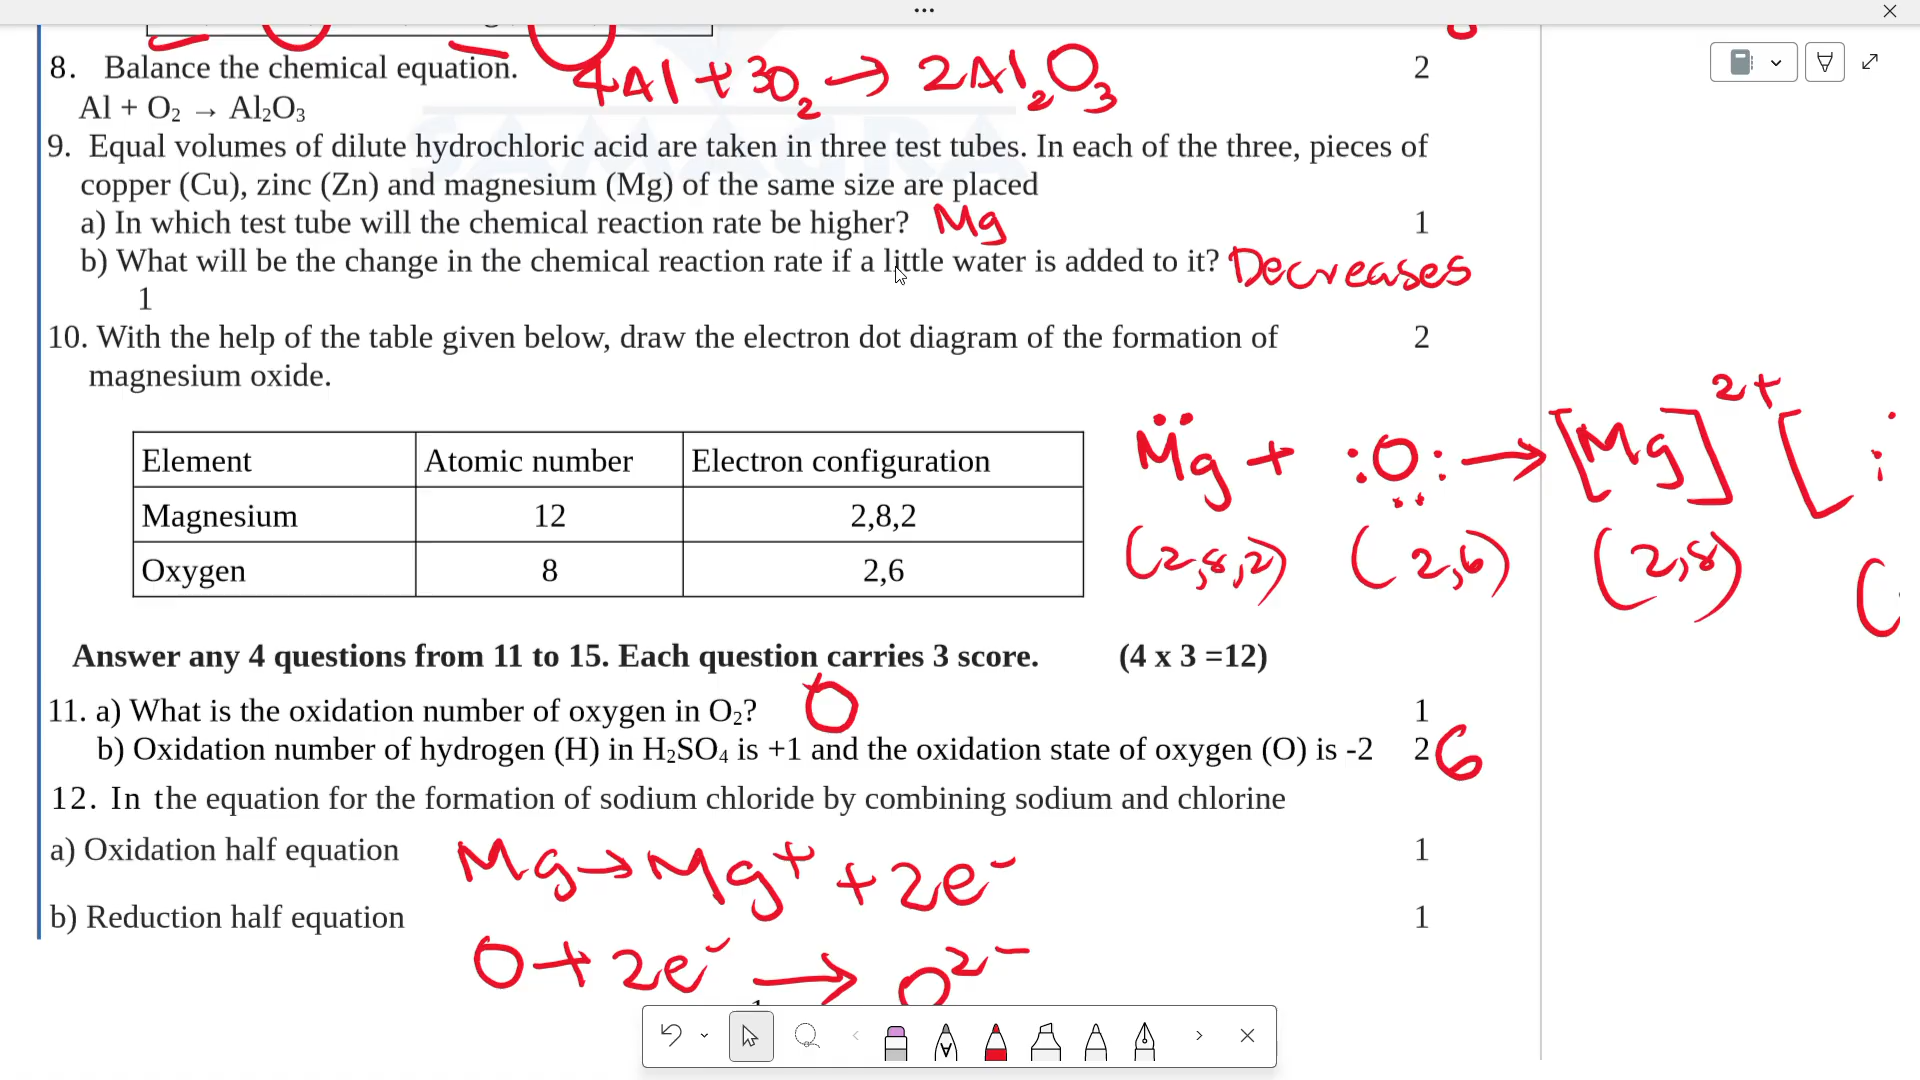 8. Balance the chemical equation. 4Al + 3O₂ → 2Al₂O₃ 2
Al + O₂ → Al₂O₃
9. Equal volumes of dilute hydrochloric acid are taken in three test tubes. In each of the three, pieces of
copper (Cu), zinc (Zn) and magnesium (Mg) of the same size are placed
a) In which test tube will the chemical reaction rate be higher? Mg 1
b) What will be the change in the chemical reaction rate if a little water is added to it? Decreases
1
10. With the help of the table given below, draw the electron dot diagram of the formation of 2
magnesium oxide.
Element Atomic number Electron configuration
Magnesium 12 2,8,2
Oxygen 8 2,6
Mg + :O: → [Mg]²⁺ [
(2,8,2) (2,6) (2,8) (
Answer any 4 questions from 11 to 15. Each question carries 3 score. (4 x 3 =12)
11. a) What is the oxidation number of oxygen in O₂? 0 1
b) Oxidation number of hydrogen (H) in H₂SO₄ is +1 and the oxidation state of oxygen (O) is -2 2 6
12. In the equation for the formation of sodium chloride by combining sodium and chlorine
a) Oxidation half equation Mg → Mg⁺ + 2e⁻ 1
b) Reduction half equation 1
O + 2e⁻ → O²⁻
SAMAGRA